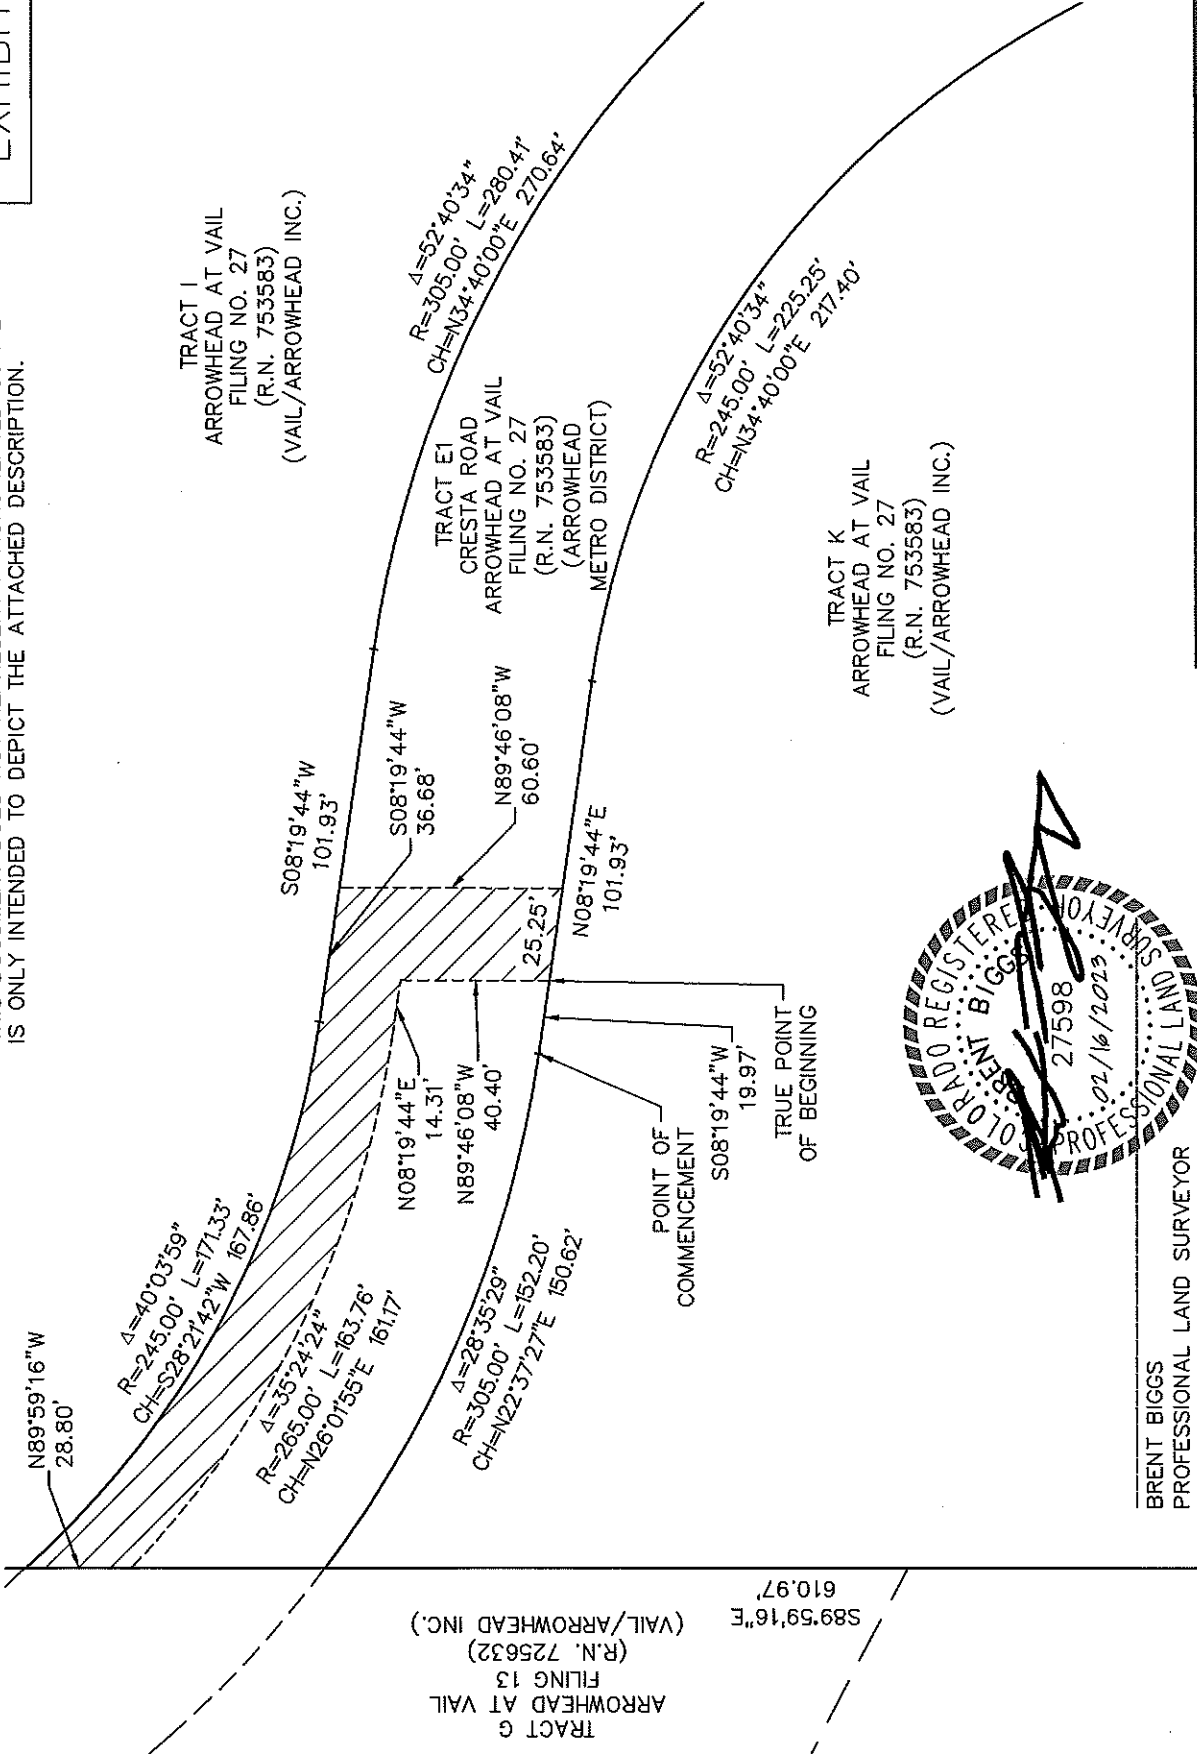 EXHIBIT
IS ONLY INTENDED TO DEPICT THE ATTACHED DESCRIPTION.
TRACT I
ARROWHEAD AT VAIL
FILING NO. 27
(R.N. 753583)
(VAIL/ARROWHEAD INC.)
Δ=52°40'34"
R=305.00' L=280.41'
CH=N34°40'00"E 270.64'
TRACT E1
CRESTA ROAD
ARROWHEAD AT VAIL
FILING NO. 27
(R.N. 753583)
(ARROWHEAD
METRO DISTRICT)
Δ=52°40'34"
R=245.00' L=225.25'
CH=N34°40'00"E 217.40'
TRACT K
ARROWHEAD AT VAIL
FILING NO. 27
(R.N. 753583)
(VAIL/ARROWHEAD INC.)
S08°19'44"W
101.93'
S08°19'44"W
36.68'
N89°46'08"W
60.60'
25.25'
N08°19'44"E
101.93'
N08°19'44"E
14.31'
N89°46'08"W
40.40'
POINT OF
COMMENCEMENT
S08°19'44"W
19.97'
TRUE POINT
OF BEGINNING
N89°59'16"W
28.80'
Δ=40°03'59"
R=245.00' L=171.33'
CH=S28°21'42"W 167.86'
Δ=35°24'24"
R=265.00' L=163.76'
CH=N26°01'55"E 161.17'
Δ=28°35'29"
R=305.00' L=152.20'
CH=N22°37'27"E 150.62'
TRACT G
ARROWHEAD AT VAIL
FILING 13
(R.N. 725632)
(VAIL/ARROWHEAD INC.)
S89°59'16"E
610.97'
COLORADO REGISTERED
BRENT BIGGS
27598
02/16/2023
PROFESSIONAL LAND SURVEYOR
BRENT BIGGS
PROFESSIONAL LAND SURVEYOR